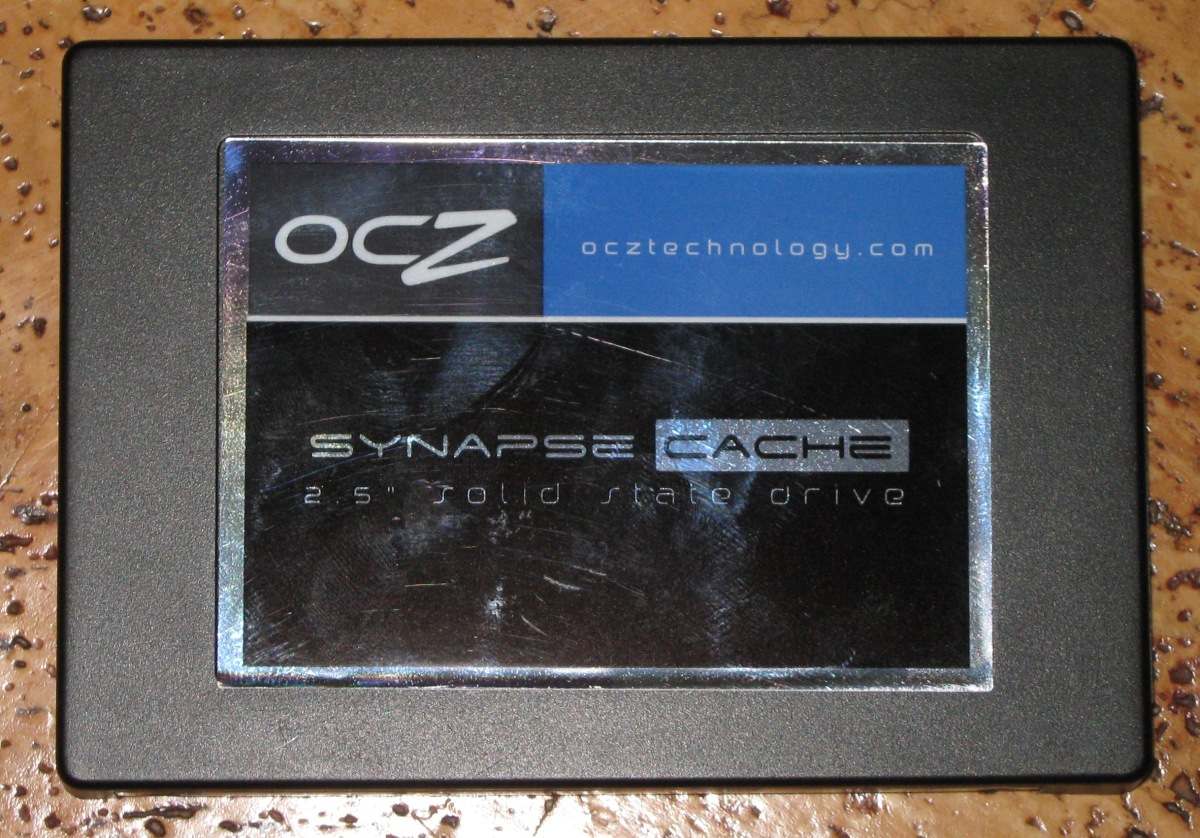 OCZ
ocztechnology.com
SYNAPSE CACHE
2.5" solid state drive